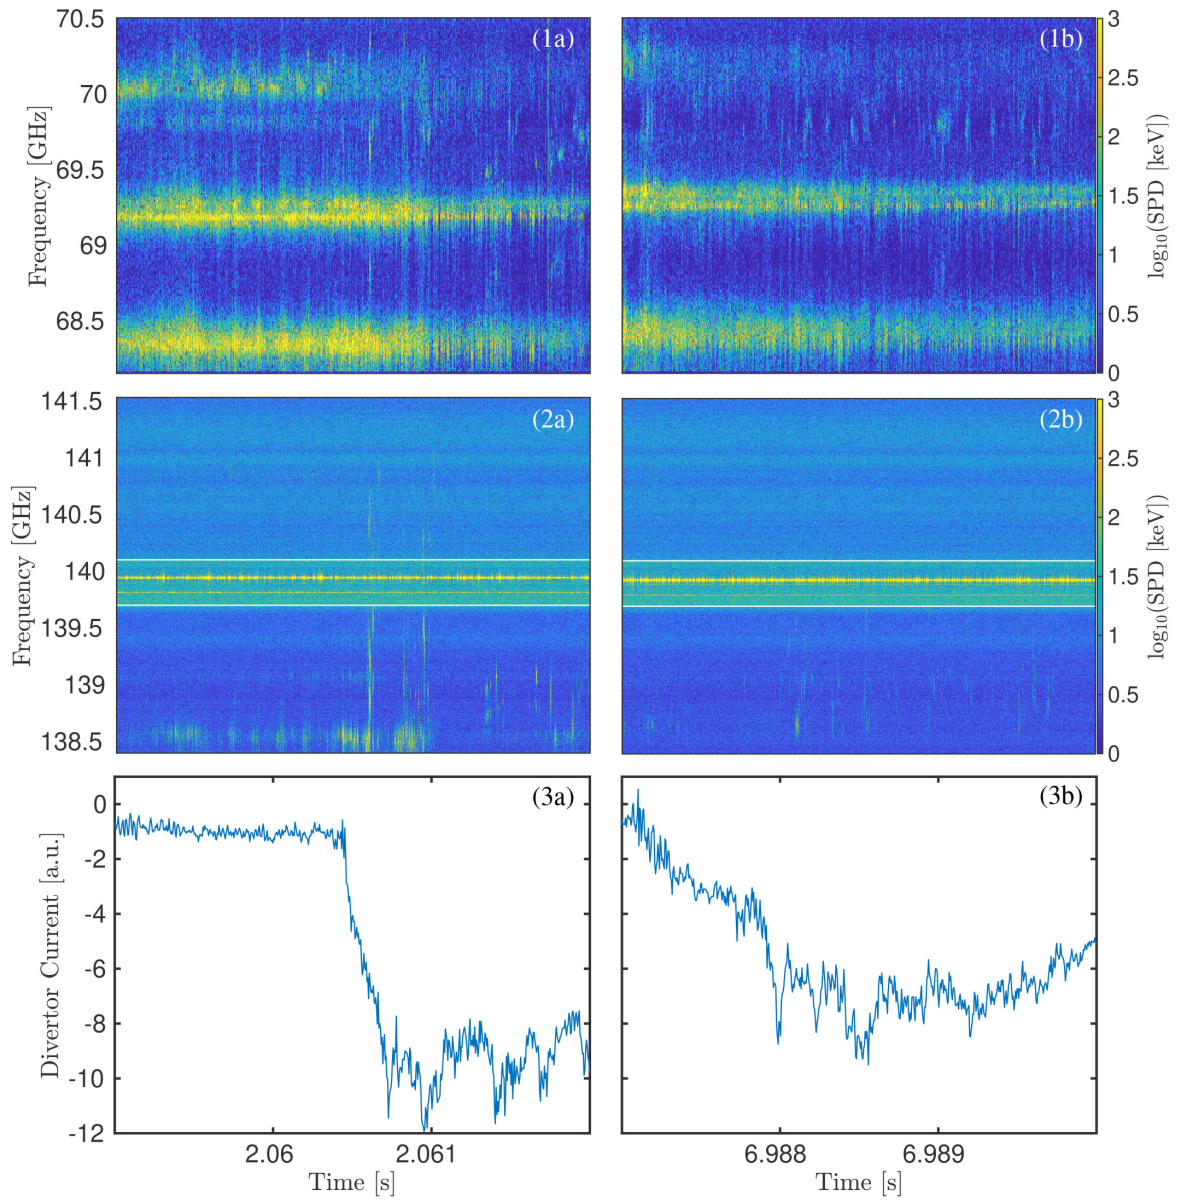 70.5
70
69.5
69
68.5
Frequency [GHz]
(1a)
(1b)
3
2.5
2
1.5
1
0.5
0
log10(SPD [keV])
141.5
141
140.5
140
139.5
139
138.5
Frequency [GHz]
(2a)
(2b)
3
2.5
2
1.5
1
0.5
0
log10(SPD [keV])
0
-2
-4
-6
-8
-10
-12
Divertor Current [a.u.]
(3a)
(3b)
2.06 2.061
Time [s]
6.988 6.989
Time [s]